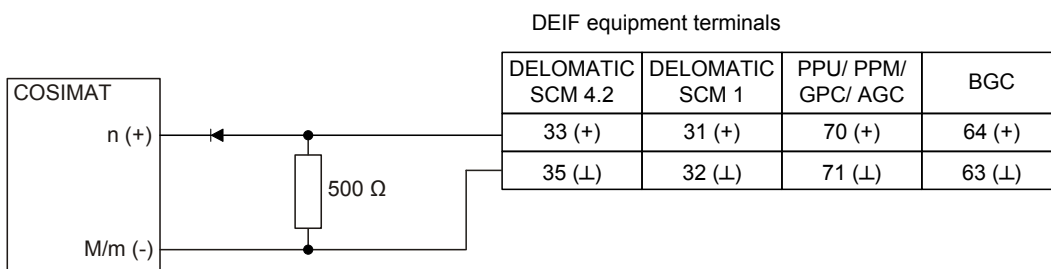 DEIF equipment terminals
DELOMATIC SCM 4.2 DELOMATIC SCM 1 PPU/ PPM/ GPC/ AGC BGC
COSIMAT
n (+) 33 (+) 31 (+) 70 (+) 64 (+)
35 (⊥) 32 (⊥) 71 (⊥) 63 (⊥)
500 Ω
M/m (-)